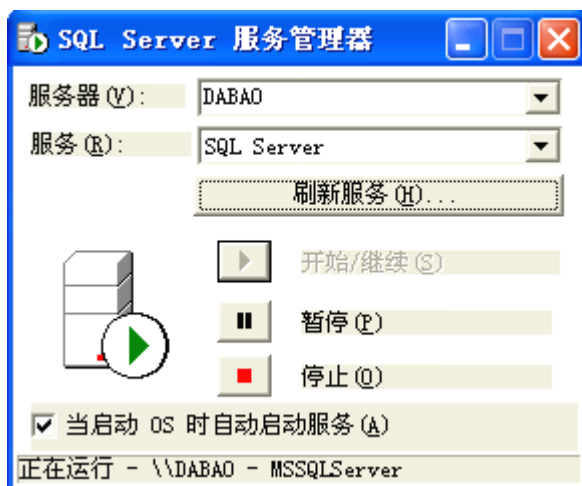 SQL Server 服务管理器
服务器(V):
DABAO
服务(R):
SQL Server
刷新服务(H)...
开始/继续(S)
暂停(P)
停止(O)
当启动 OS 时自动启动服务(A)
正在运行 - \\DABAO - MSSQLServer